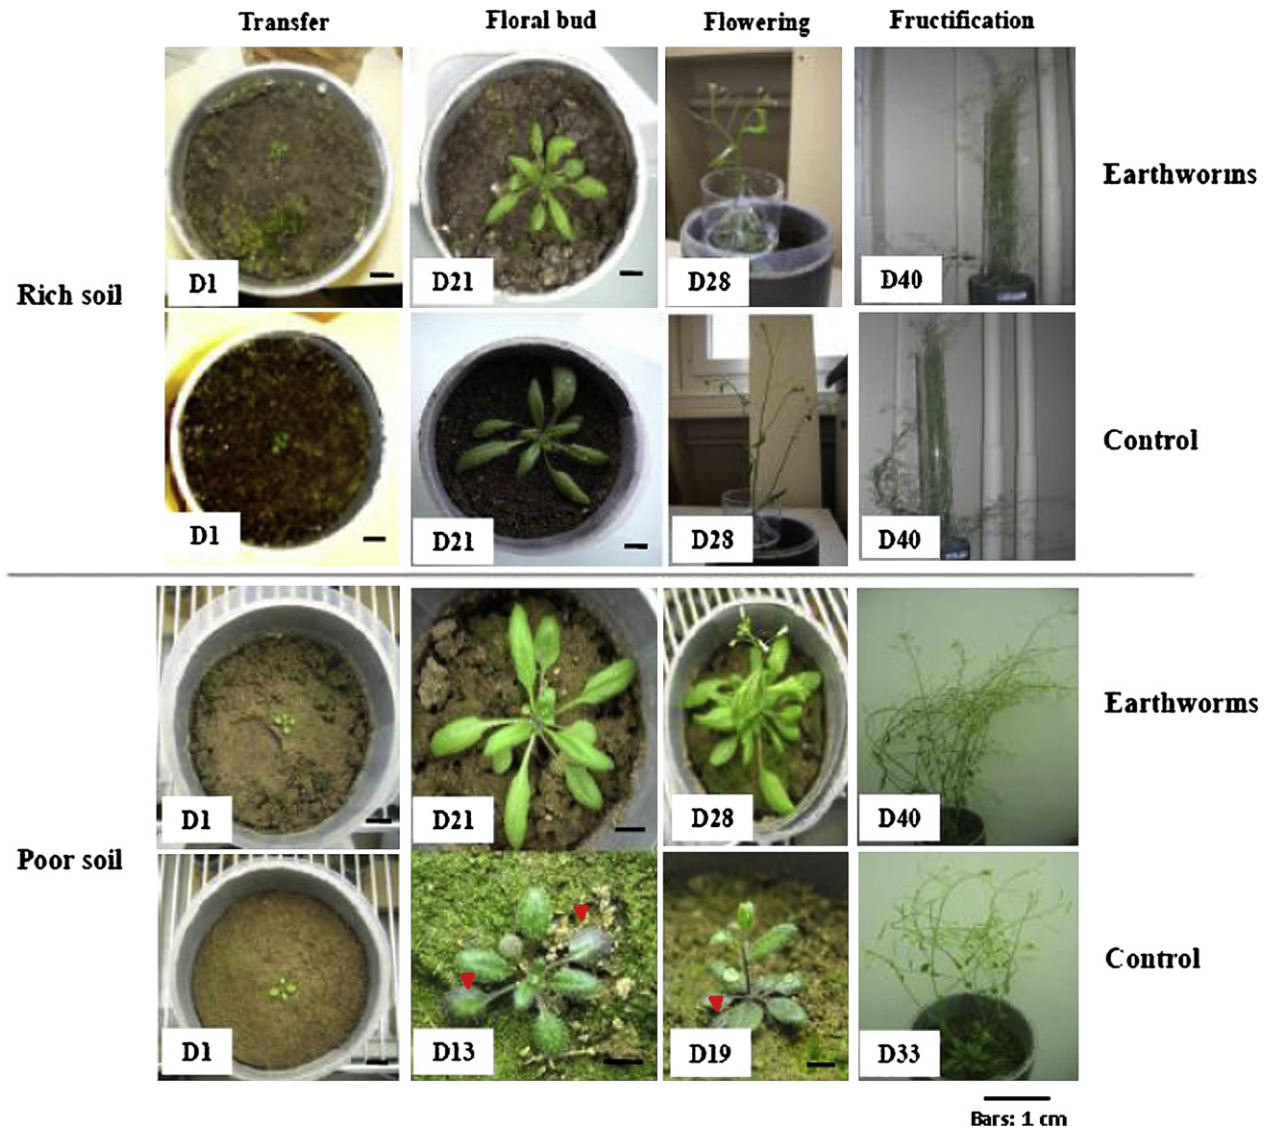 Transfer Floral bud Flowering Fructification
Earthworms
D1 D21 D28 D40
Rich soil
Control
D1 D21 D28 D40
Earthworms
D1 D21 D28 D40
Poor soil
Control
D1 D13 D19 D33
Bars: 1 cm